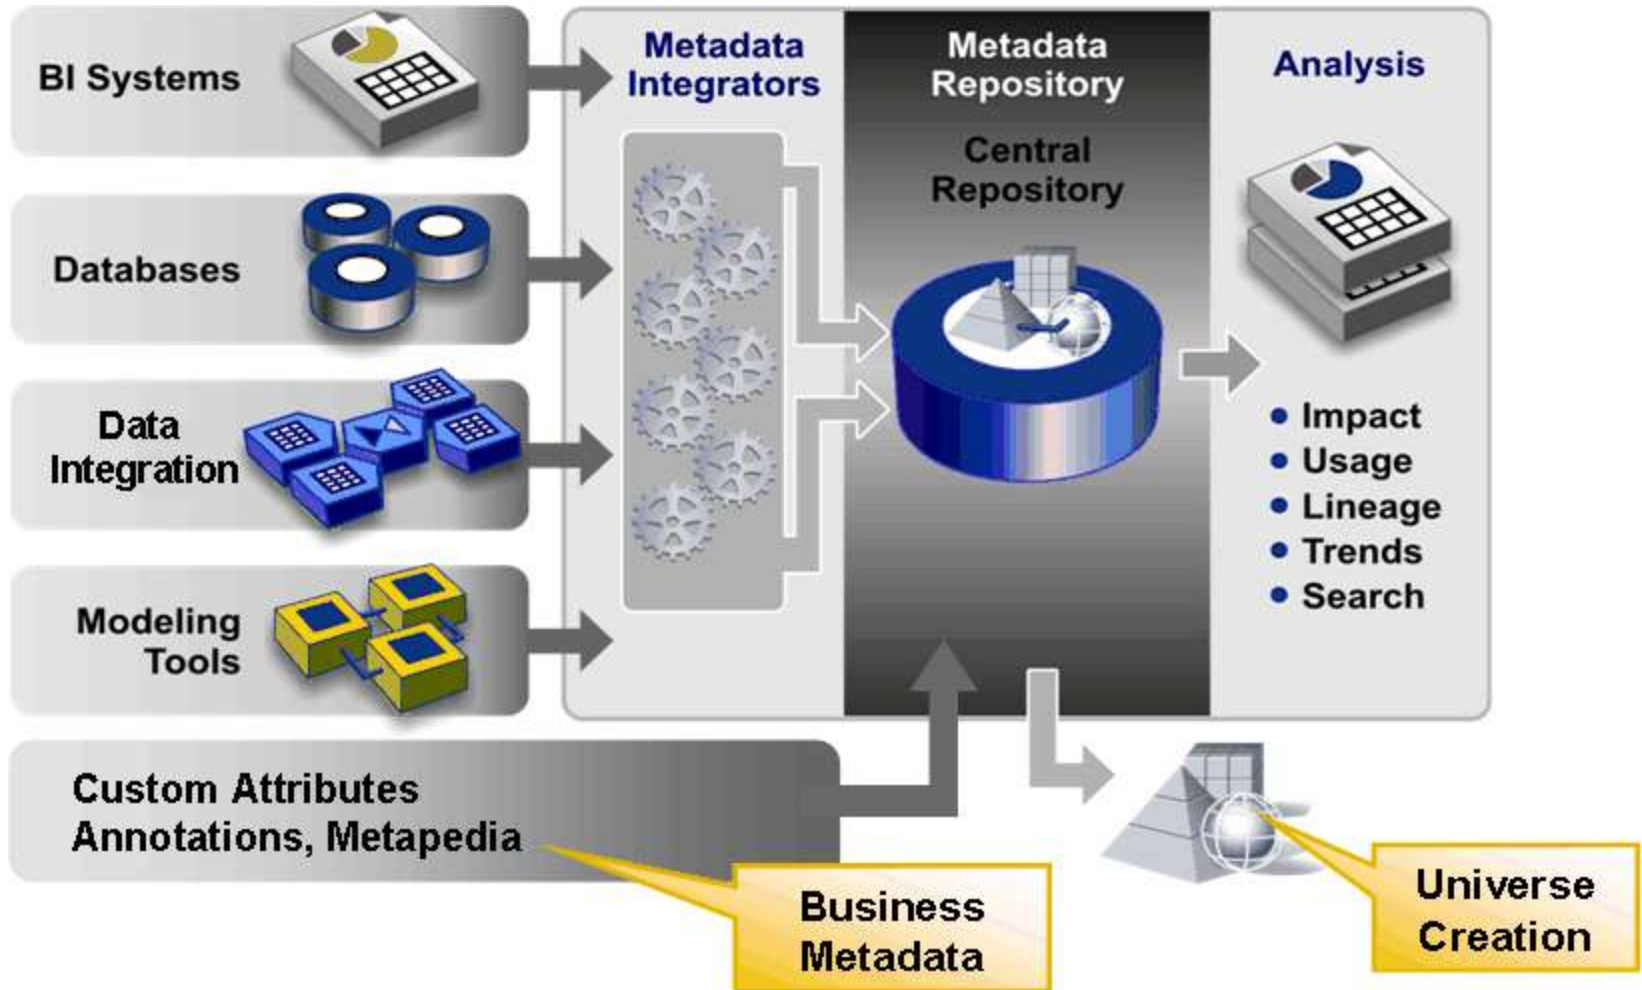 BI Systems
Databases
Data
Integration
Modeling
Tools
Custom Attributes
Annotations, Metapedia
Business
Metadata
Metadata
Integrators
Metadata
Repository
Central
Repository
Analysis
• Impact
• Usage
• Lineage
• Trends
• Search
Universe
Creation